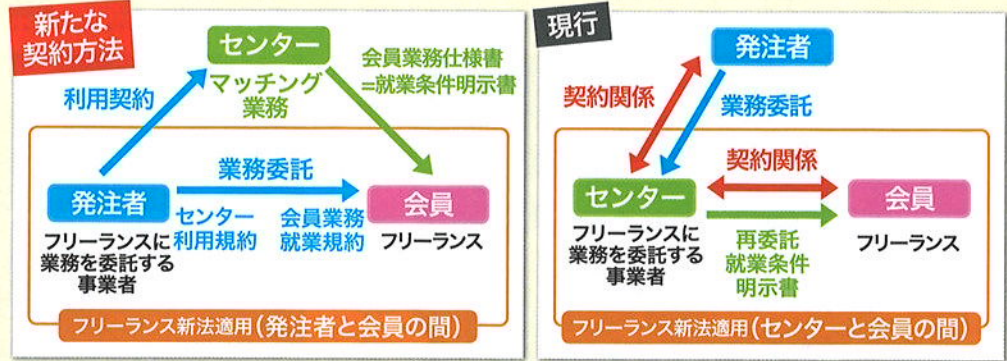 新たな
契約方法
センター
マッチング
業務
会員業務仕様書
=就業条件明示書
利用契約
業務委託
発注者
センター
利用規約
会員業務
就業規約
会員
フリーランスに
業務を委託する
事業者
フリーランス
フリーランス新法適用(発注者と会員の間)
現行
発注者
契約関係
業務委託
契約関係
センター
会員
フリーランスに
業務を委託する
事業者
再委託
就業条件
明示書
フリーランス
フリーランス新法適用(センターと会員の間)